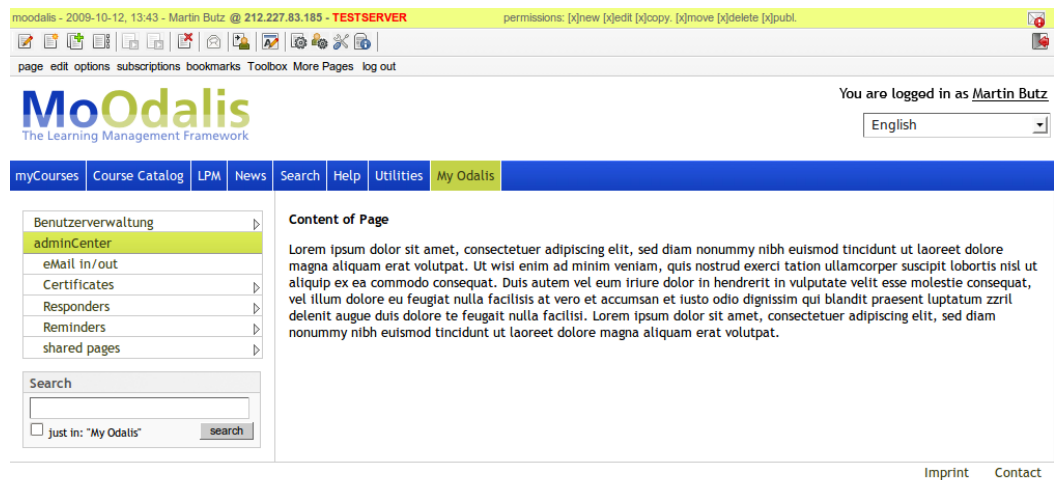 moodalis - 2009-10-12, 13:43 - Martin Butz @ 212.227.83.185 - TESTSERVER permissions: [x]new [x]edit [x]copy. [x]move [x]delete [x]publ.
page edit options subscriptions bookmarks Toolbox More Pages log out
MoOdalis
The Learning Management Framework
You are logged in as Martin Butz
English
myCourses Course Catalog LPM News Search Help Utilities My Odalis
Benutzerverwaltung
adminCenter
eMail in/out
Certificates
Responders
Reminders
shared pages
Search
just in: "My Odalis" search
Content of Page
Lorem ipsum dolor sit amet, consectetuer adipiscing elit, sed diam nonummy nibh euismod tincidunt ut laoreet dolore
magna aliquam erat volutpat. Ut wisi enim ad minim veniam, quis nostrud exerci tation ullamcorper suscipit lobortis nisl ut
aliquip ex ea commodo consequat. Duis autem vel eum iriure dolor in hendrerit in vulputate velit esse molestie consequat,
vel illum dolore eu feugiat nulla facilisis at vero et accumsan et iusto odio dignissim qui blandit praesent luptatum zzril
delenit augue duis dolore te feugait nulla facilisi. Lorem ipsum dolor sit amet, consectetuer adipiscing elit, sed diam
nonummy nibh euismod tincidunt ut laoreet dolore magna aliquam erat volutpat.
Imprint Contact